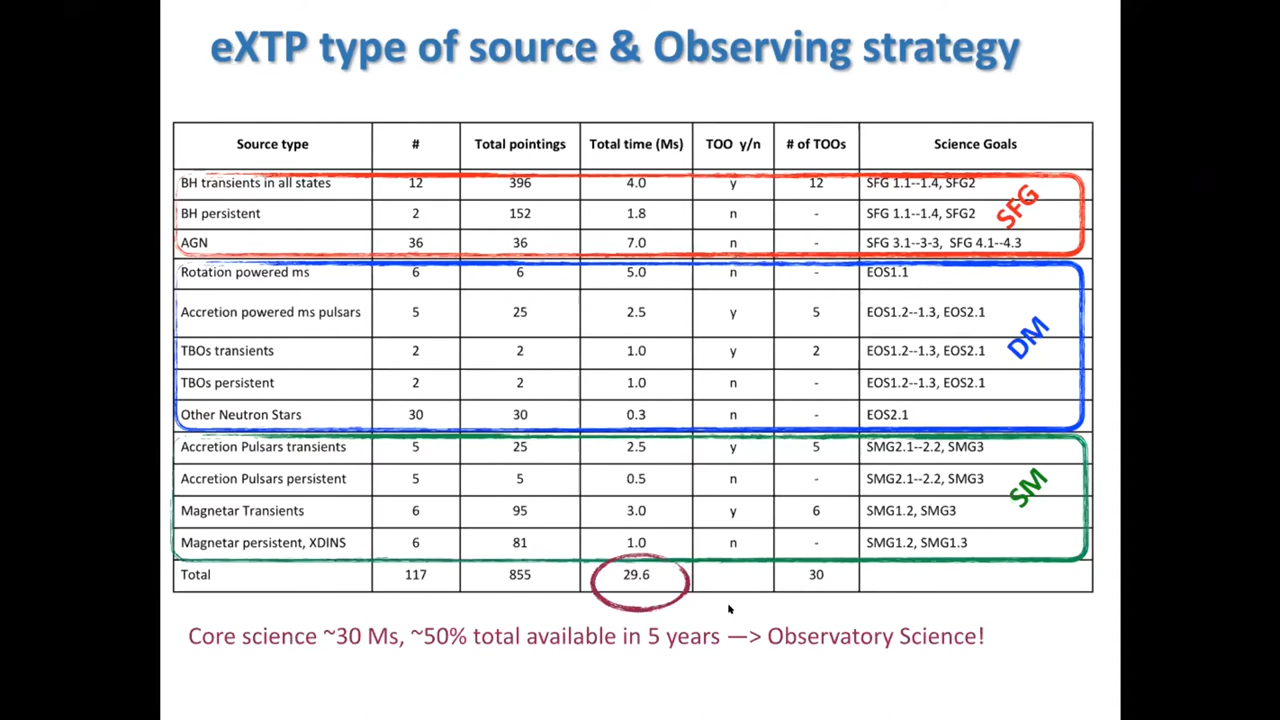 eXTP type of source & Observing strategy
Source type # Total pointings Total time (Ms) TOO y/n # of TOOs Science Goals
BH transients in all states 12 396 4.0 y 12 SFG 1.1--1.4, SFG2
BH persistent 2 152 1.8 n - SFG 1.1--1.4, SFG2
AGN 36 36 7.0 n - SFG 3.1--3-3, SFG 4.1--4.3
SFG
Rotation powered ms 6 6 5.0 n - EOS1.1
Accretion powered ms pulsars 5 25 2.5 y 5 EOS1.2--1.3, EOS2.1
TBOs transients 2 2 1.0 y 2 EOS1.2--1.3, EOS2.1
TBOs persistent 2 2 1.0 n - EOS1.2--1.3, EOS2.1
Other Neutron Stars 30 30 0.3 n - EOS2.1
DM
Accretion Pulsars transients 5 25 2.5 y 5 SMG2.1--2.2, SMG3
Accretion Pulsars persistent 5 5 0.5 n - SMG2.1--2.2, SMG3
Magnetar Transients 6 95 3.0 y 6 SMG1.2, SMG3
Magnetar persistent, XDINS 6 81 1.0 n - SMG1.2, SMG1.3
SM
Total 117 855 29.6 30
Core science ~30 Ms, ~50% total available in 5 years —> Observatory Science!